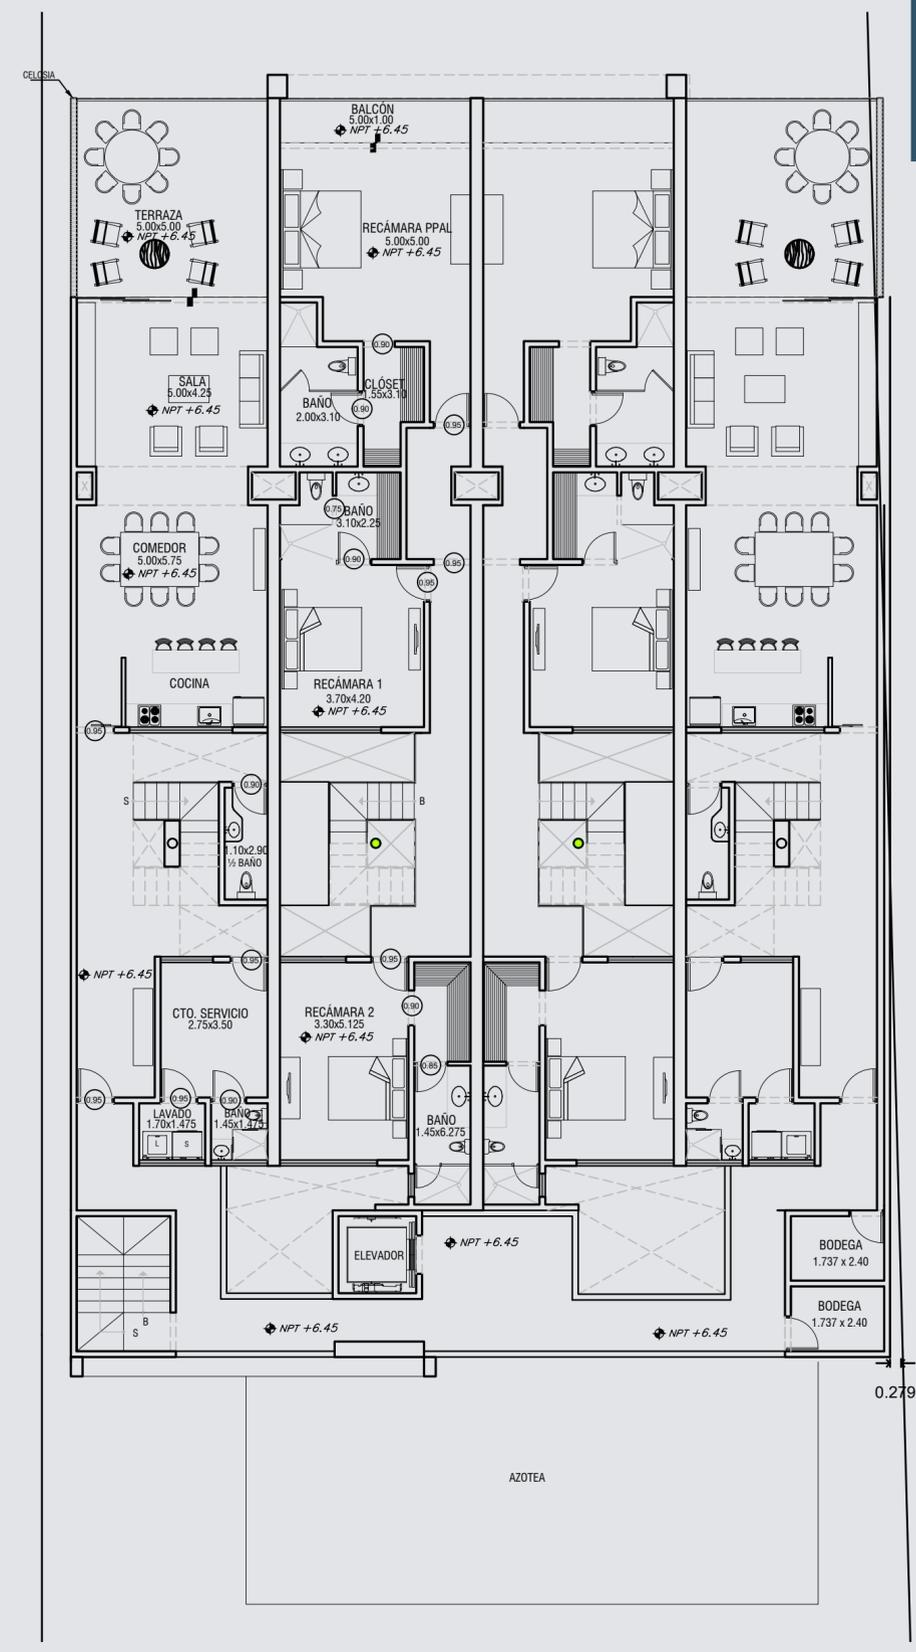 CELOSIA
BALCÓN
5.00x1.00
NPT +6.45
TERRAZA
5.00x5.00
NPT +6.45
RECÁMARA PPAL
5.00x5.00
NPT +6.45
0.90
SALA
5.00x4.25
NPT +6.45
CLÓSET
1.55x3.10
BAÑO
2.00x3.10
0.90
0.95
0.75
BAÑO
3.10x2.25
COMEDOR
5.00x5.75
NPT +6.45
0.90
0.95
0.95
COCINA
RECÁMARA 1
3.70x4.20
NPT +6.45
0.95
0.90
S
B
1.10x2.90
½ BAÑO
0.95
0.95
NPT +6.45
CTO. SERVICIO
2.75x3.50
RECÁMARA 2
3.30x5.125
NPT +6.45
0.90
0.85
0.95
0.95
0.90
LAVADO
1.70x1.475
BAÑO
1.45x1.475
L
S
BAÑO
1.45x6.275
ELEVADOR
NPT +6.45
BODEGA
1.737 x 2.40
BODEGA
1.737 x 2.40
B
S
NPT +6.45
NPT +6.45
0.279
AZOTEA